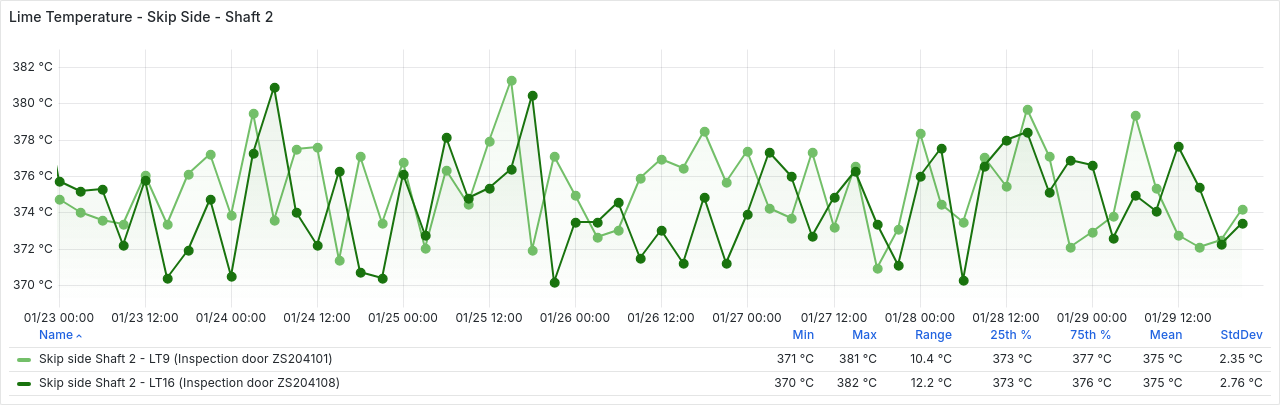 Lime Temperature - Skip Side - Shaft 2
382 °C
380 °C
378 °C
376 °C
374 °C
372 °C
370 °C
01/23 00:00 01/23 12:00 01/24 00:00 01/24 12:00 01/25 00:00 01/25 12:00 01/26 00:00 01/26 12:00 01/27 00:00 01/27 12:00 01/28 00:00 01/28 12:00 01/29 00:00 01/29 12:00
Name Min Max Range 25th % 75th % Mean StdDev
Skip side Shaft 2 - LT9 (Inspection door ZS204101) 371 °C 381 °C 10.4 °C 373 °C 377 °C 375 °C 2.35 °C
Skip side Shaft 2 - LT16 (Inspection door ZS204108) 370 °C 382 °C 12.2 °C 373 °C 376 °C 375 °C 2.76 °C